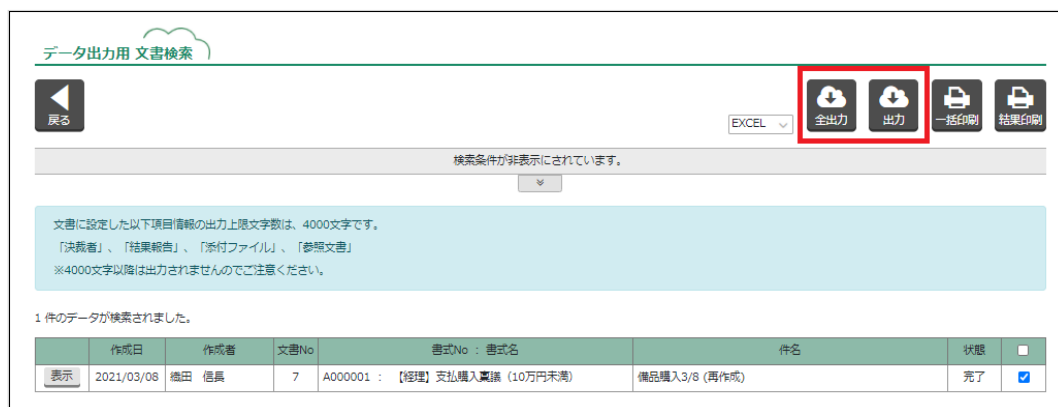 データ出力用 文書検索
戻る
EXCEL
全出力
出力
一括印刷
結果印刷
検索条件が非表示にされています。
文書に設定した以下項目情報の出力上限文字数は、4000文字です。
「決裁者」、「結果報告」、「添付ファイル」、「参照文書」
※4000文字以降は出力されませんのでご注意ください。
1 件のデータが検索されました。
作成日 作成者 文書No 書式No : 書式名 件名 状態
表示 2021/03/08 織田 信長 7 A000001 : 【経理】支払購入稟議（10万円未満） 備品購入3/8 (再作成) 完了